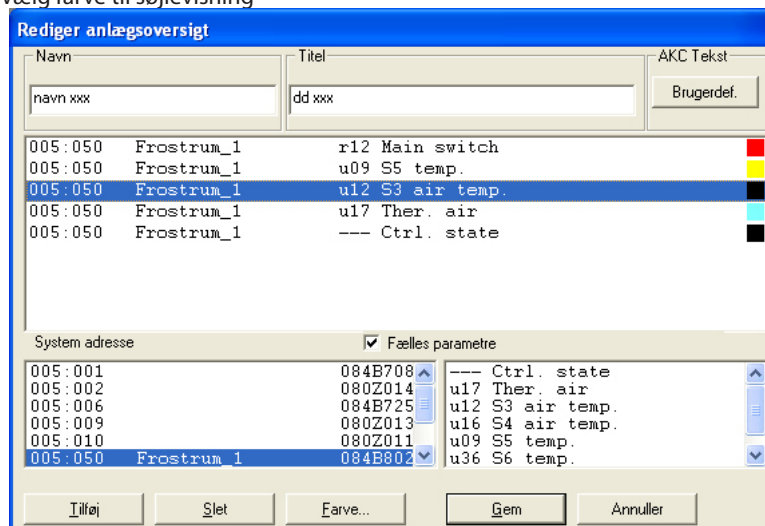 Vælg farve til søjlevisning
Rediger anlægsoversigt
Navn Titel AKC Tekst
navn xxx dd xxx Brugerdef.
005:050 Frostrum_1 r12 Main switch
005:050 Frostrum_1 u09 S5 temp.
005:050 Frostrum_1 u12 S3 air temp.
005:050 Frostrum_1 u17 Ther. air
005:050 Frostrum_1 --- Ctrl. state
System adresse Fælles parametre
005:001 084B708 --- Ctrl. state
005:002 080Z014 u17 Ther. air
005:006 084B725 u12 S3 air temp.
005:009 080Z013 u16 S4 air temp.
005:010 080Z011 u09 S5 temp.
005:050 Frostrum_1 084B802 u36 S6 temp.
Tilføj Slet Farve... Gem Annuller